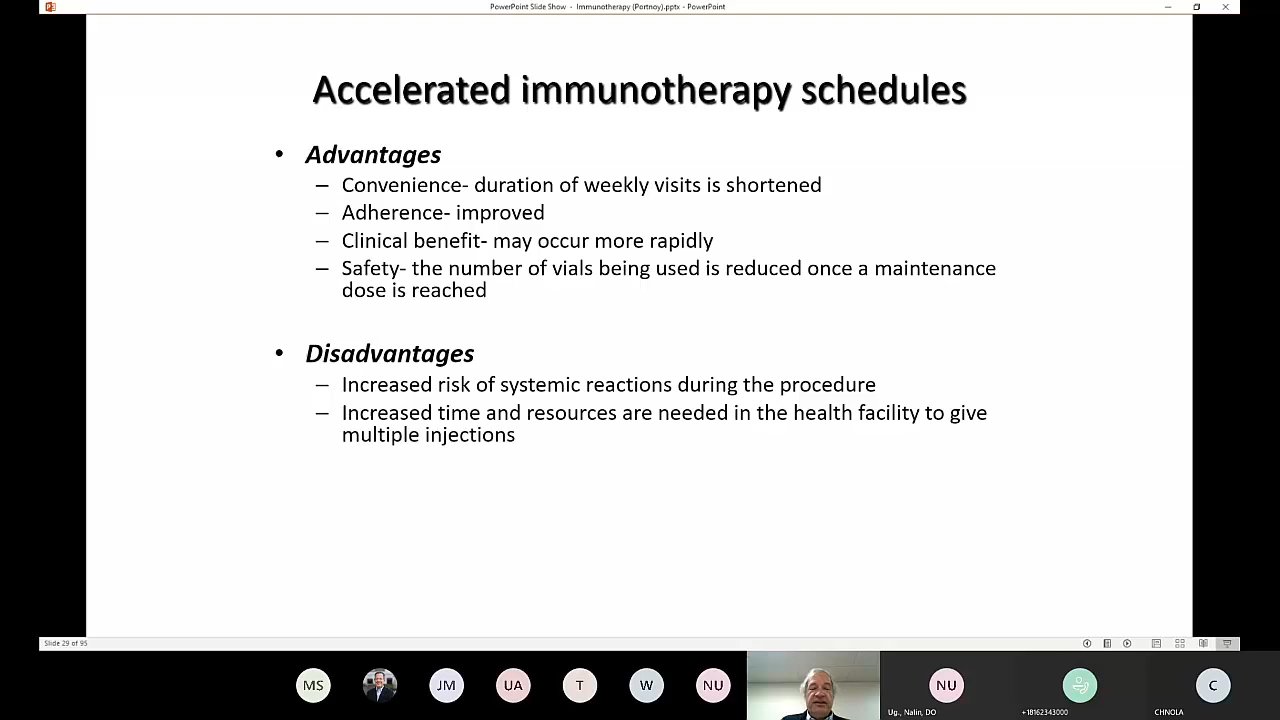 PowerPoint Slide Show - Immunotherapy (Portnoy).pptx - PowerPoint
Accelerated immunotherapy schedules
• Advantages
– Convenience- duration of weekly visits is shortened
– Adherence- improved
– Clinical benefit- may occur more rapidly
– Safety- the number of vials being used is reduced once a maintenance
dose is reached
• Disadvantages
– Increased risk of systemic reactions during the procedure
– Increased time and resources are needed in the health facility to give
multiple injections
Slide 29 of 95
MS JM UA T W NU NU C
Ug., Nalin, DO +18162343000 CHNOLA